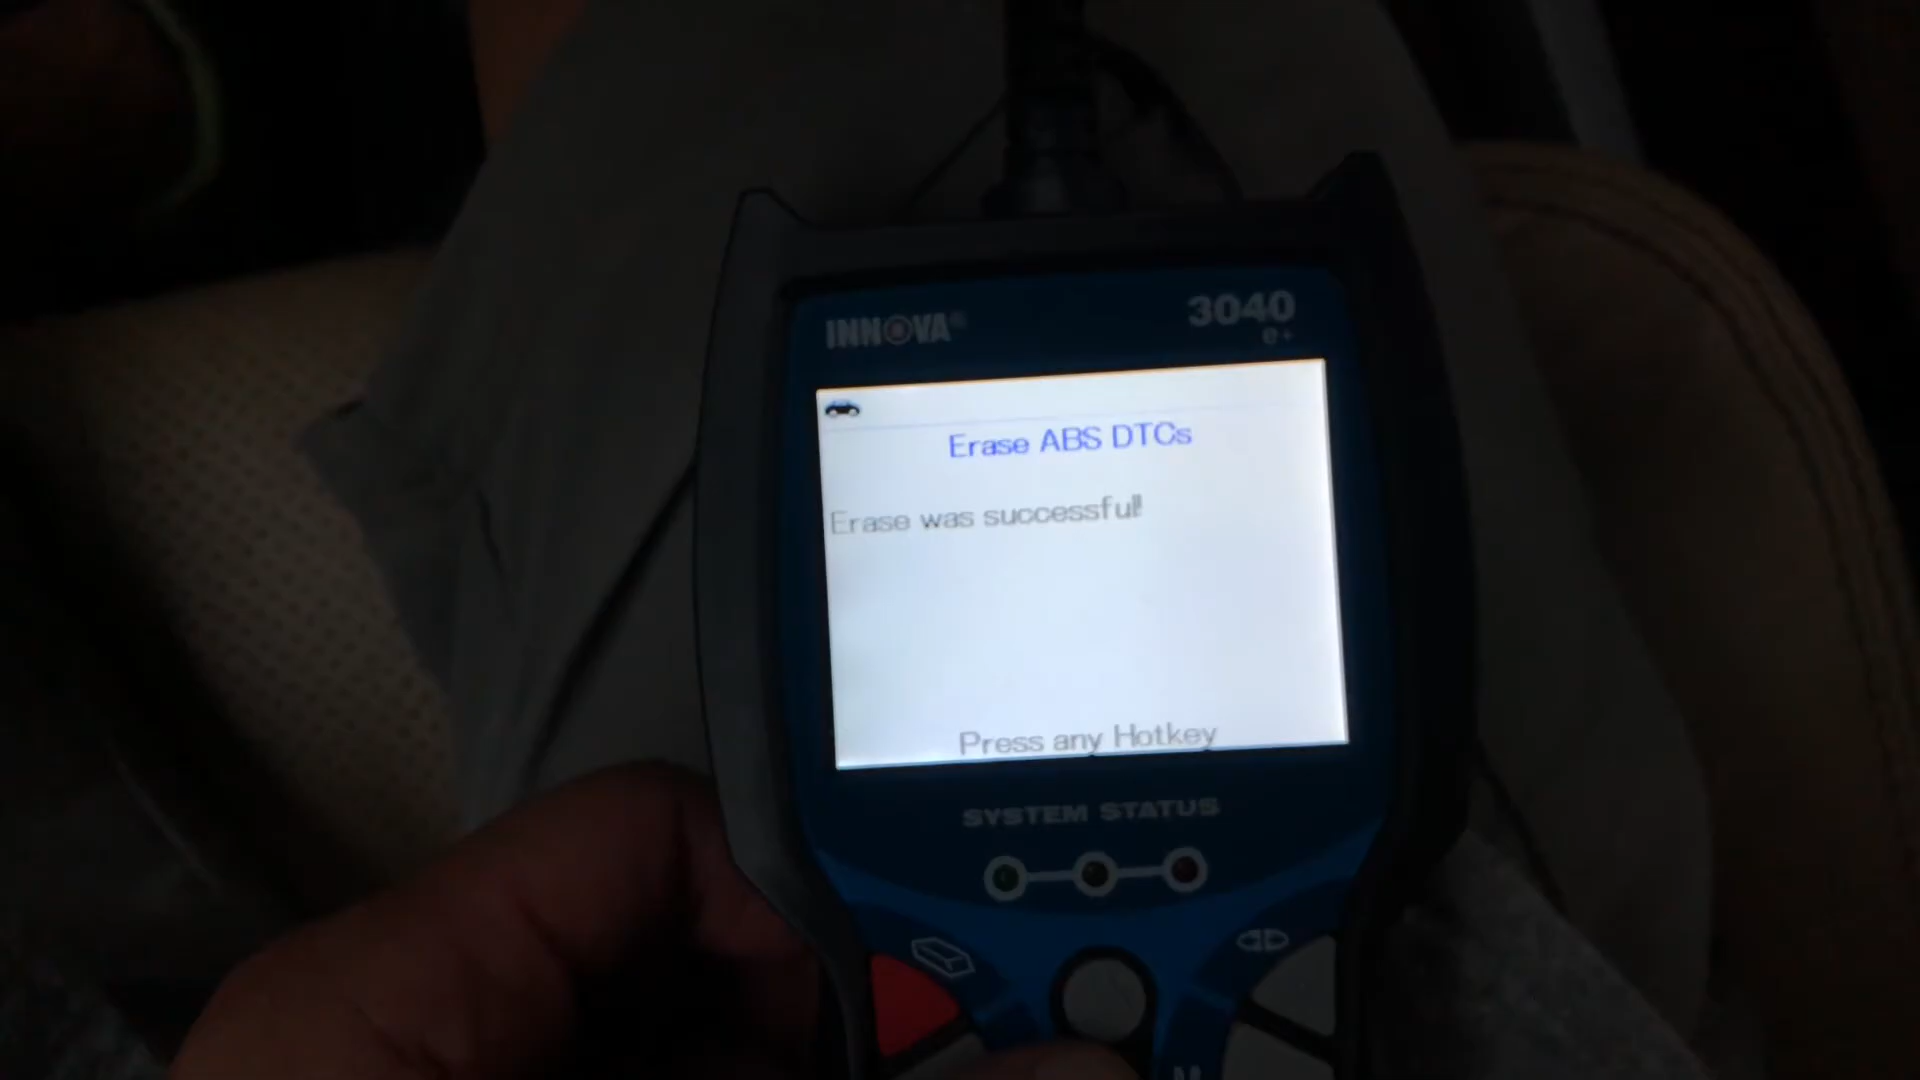 INNOVA®
3040
e+
Erase ABS DTCs
Erase was successful!
Press any Hotkey
SYSTEM STATUS
M